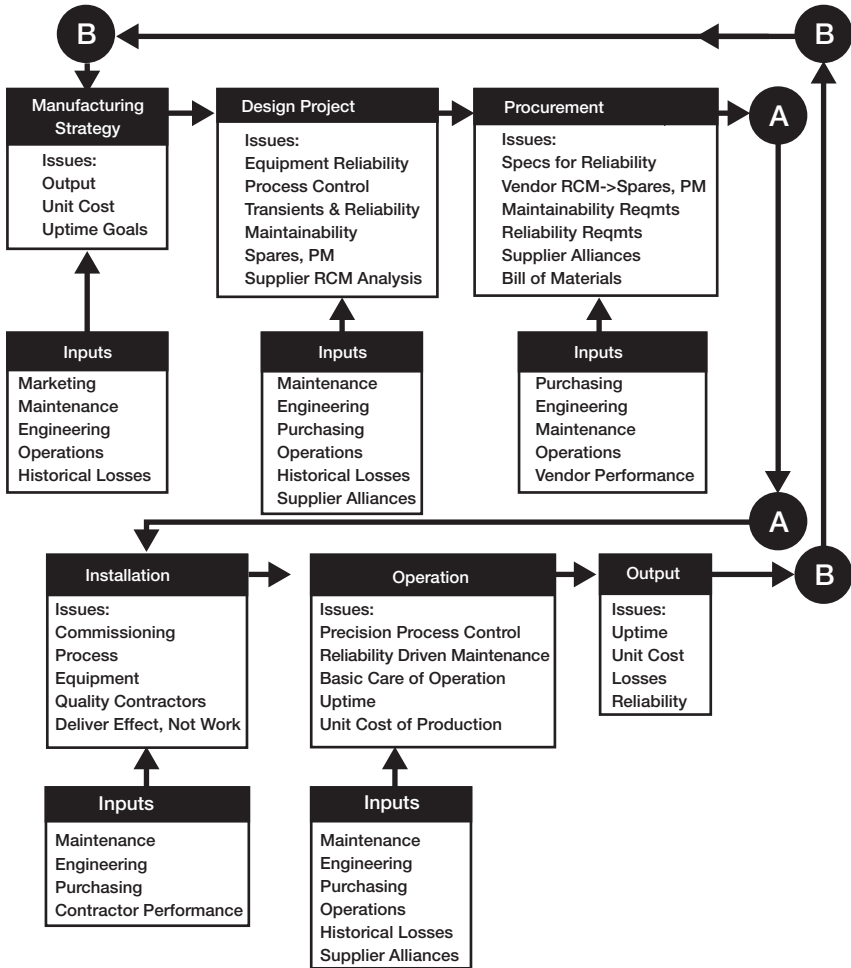 B
B
Manufacturing
Strategy
Issues:
Output
Unit Cost
Uptime Goals
Design Project
Issues:
Equipment Reliability
Process Control
Transients & Reliability
Maintainability
Spares, PM
Supplier RCM Analysis
Procurement
Issues:
Specs for Reliability
Vendor RCM->Spares, PM
Maintainability Reqmts
Reliability Reqmts
Supplier Alliances
Bill of Materials
A
Inputs
Marketing
Maintenance
Engineering
Operations
Historical Losses
Inputs
Maintenance
Engineering
Purchasing
Operations
Historical Losses
Supplier Alliances
Inputs
Purchasing
Engineering
Maintenance
Operations
Vendor Performance
A
Installation
Issues:
Commissioning
Process
Equipment
Quality Contractors
Deliver Effect, Not Work
Operation
Issues:
Precision Process Control
Reliability Driven Maintenance
Basic Care of Operation
Uptime
Unit Cost of Production
Output
Issues:
Uptime
Unit Cost
Losses
Reliability
B
Inputs
Maintenance
Engineering
Purchasing
Contractor Performance
Inputs
Maintenance
Engineering
Purchasing
Operations
Historical Losses
Supplier Alliances